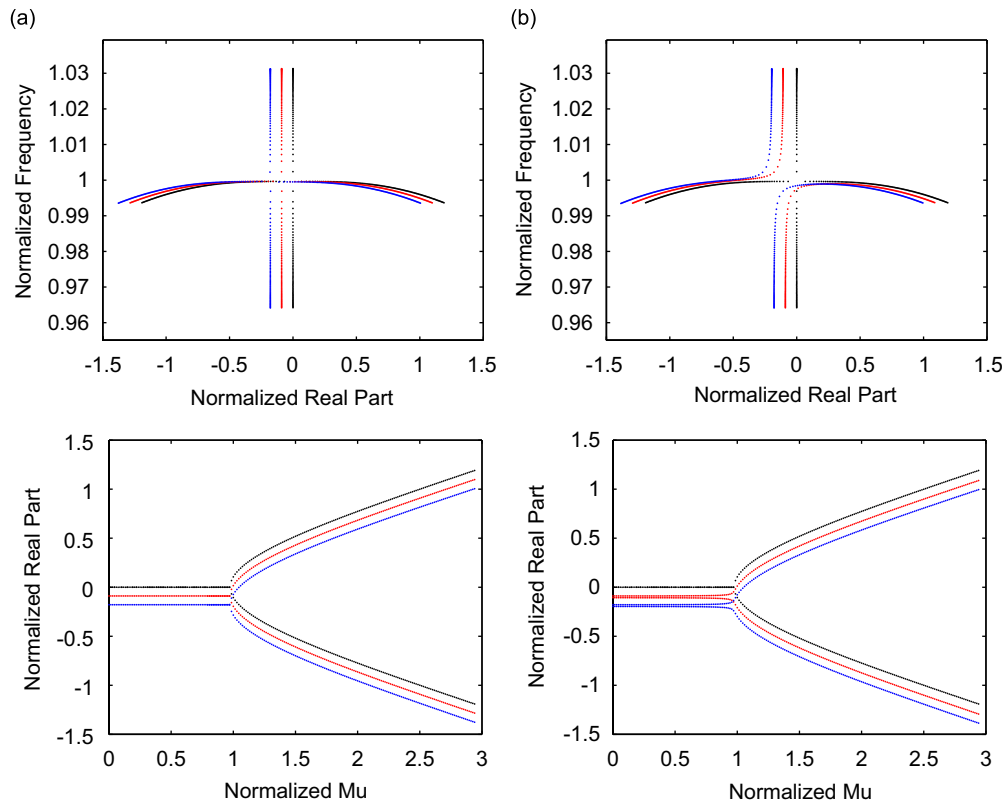 (a)
Normalized Frequency
1.03
1.02
1.01
1
0.99
0.98
0.97
0.96
-1.5 -1 -0.5 0 0.5 1 1.5
Normalized Real Part
(b)
Normalized Frequency
1.03
1.02
1.01
1
0.99
0.98
0.97
0.96
-1.5 -1 -0.5 0 0.5 1 1.5
Normalized Real Part
Normalized Real Part
1.5
1
0.5
0
-0.5
-1
-1.5
0 0.5 1 1.5 2 2.5 3
Normalized Mu
Normalized Real Part
1.5
1
0.5
0
-0.5
-1
-1.5
0 0.5 1 1.5 2 2.5 3
Normalized Mu